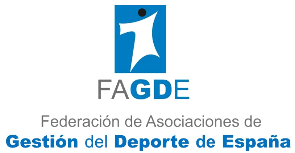 FAGDE
Federación de Asociaciones de
Gestión del Deporte de España